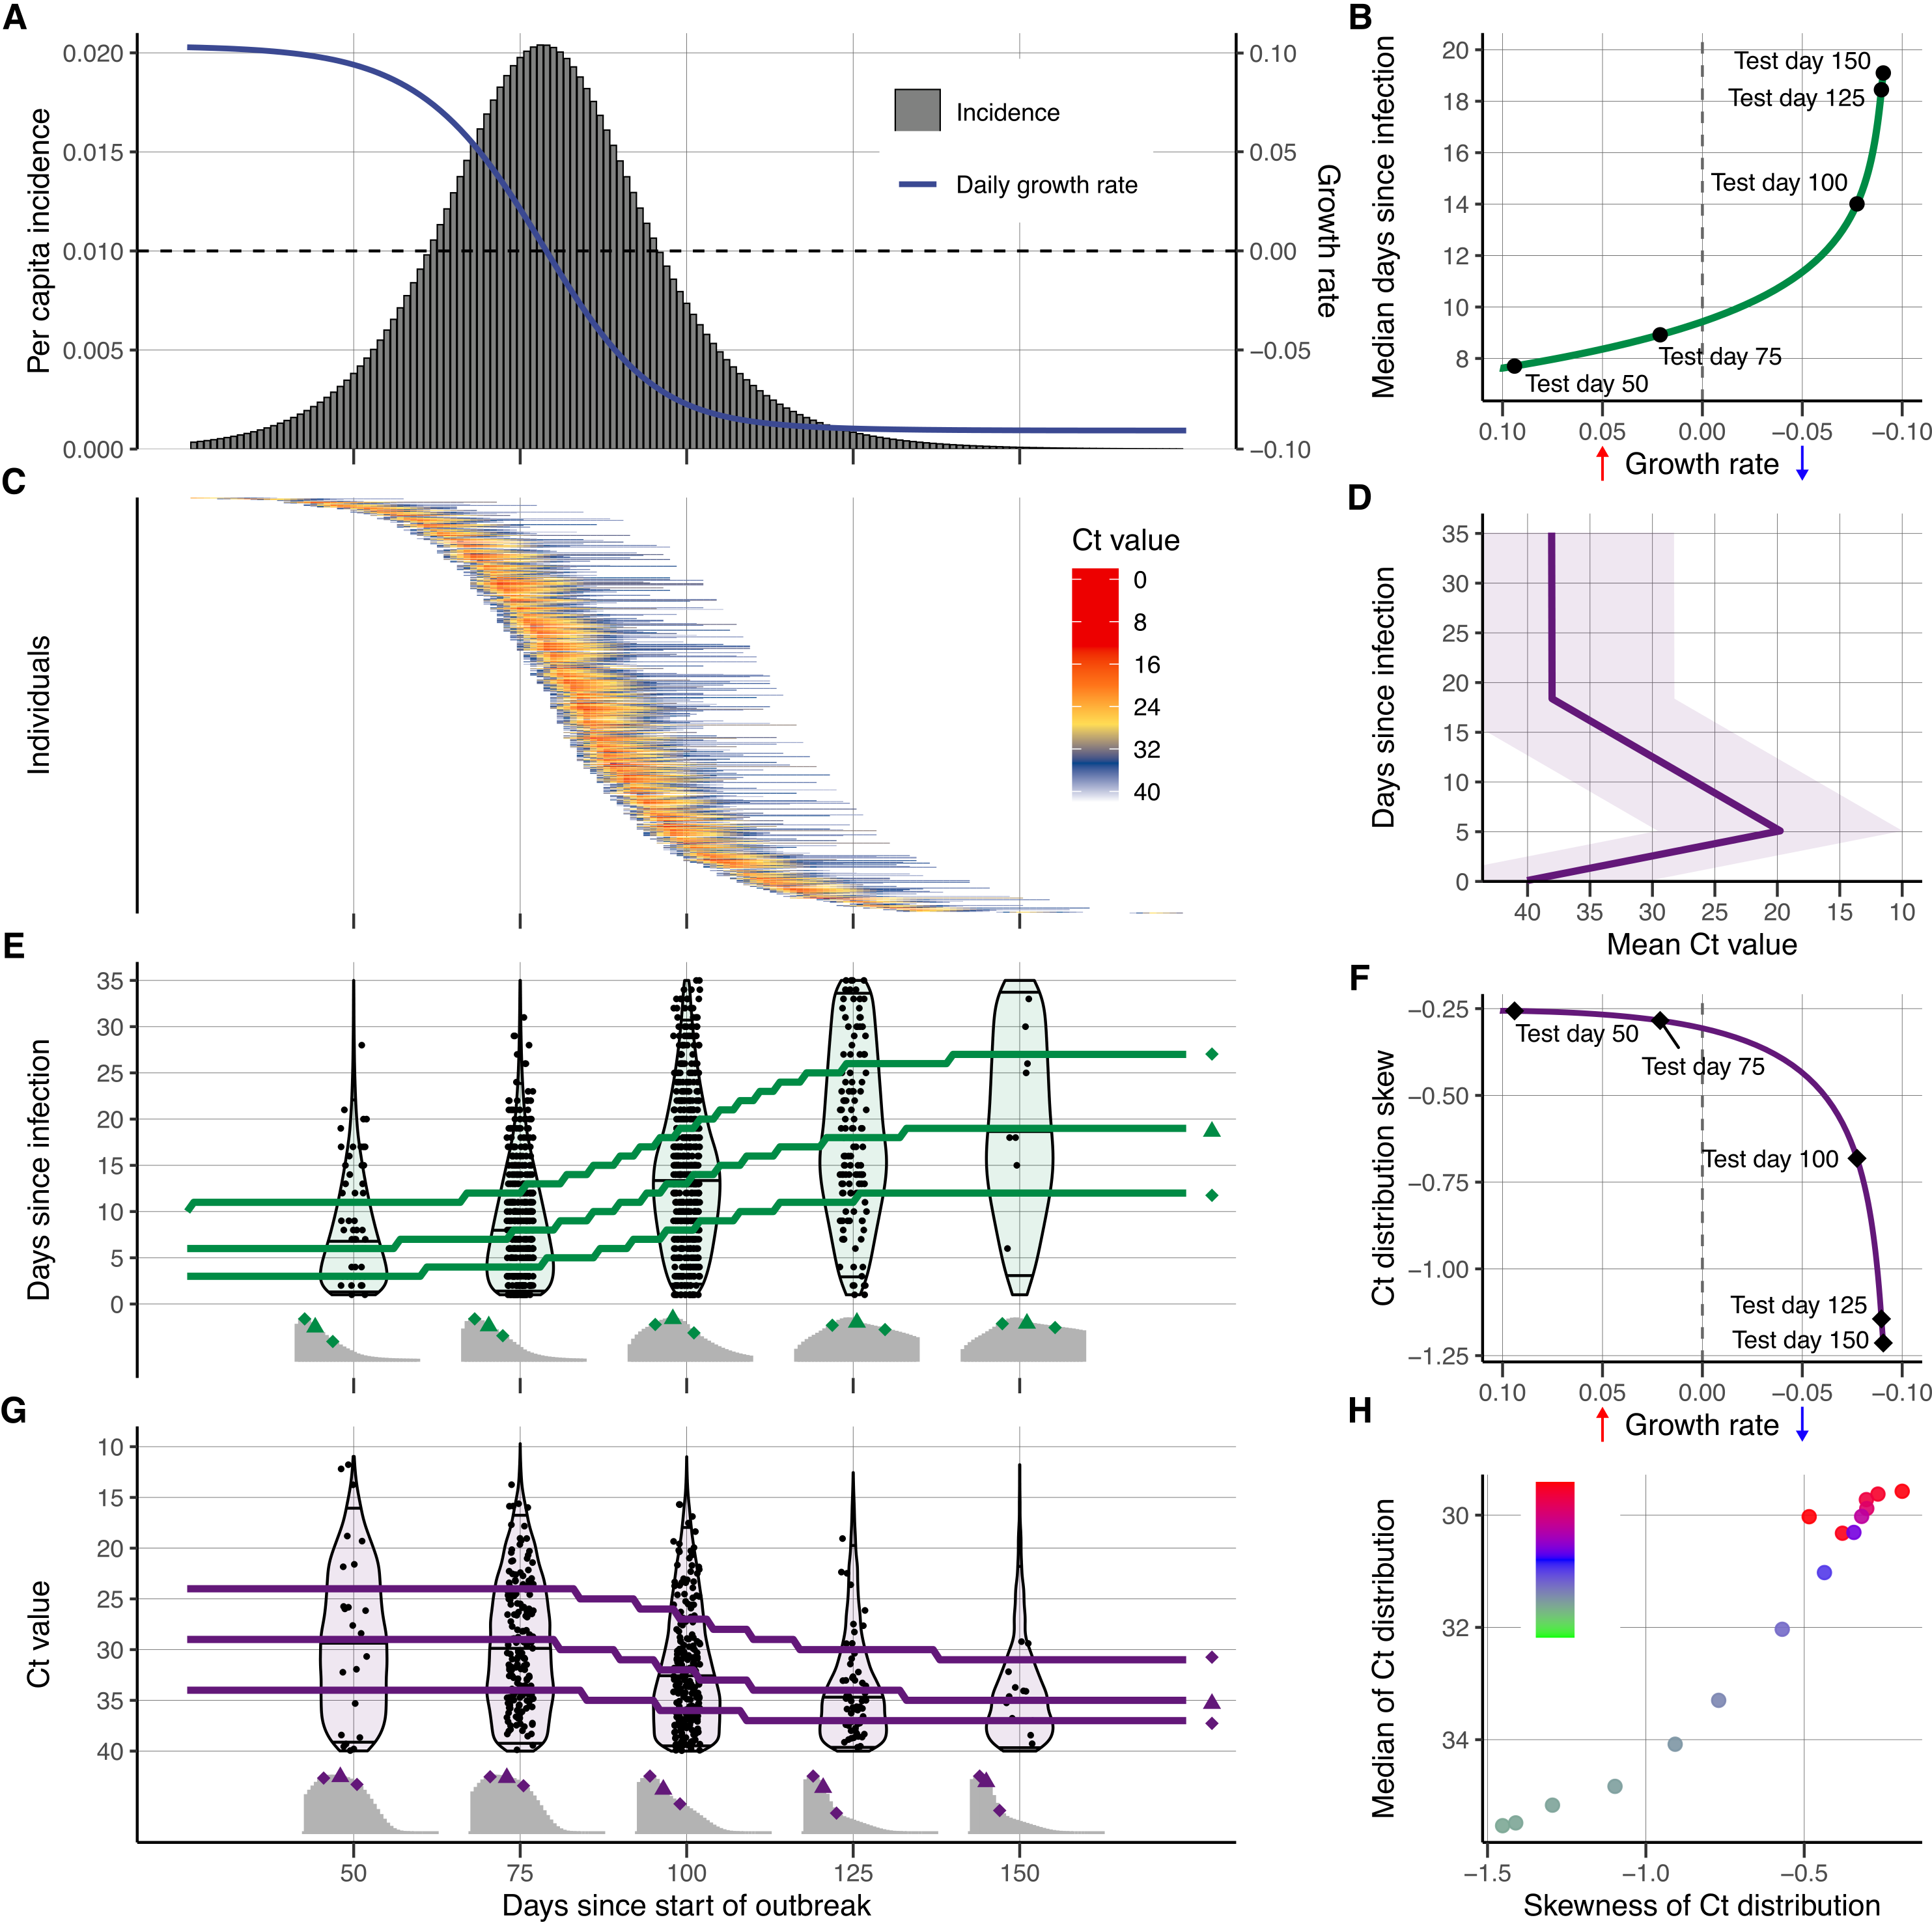 A
Per capita incidence
0.020
0.015
0.010
0.005
0.000
Incidence
Daily growth rate
0.10
0.05
0.00
−0.05
−0.10
Growth rate
B
Median days since infection
20
18
16
14
12
10
8
Test day 150
Test day 125
Test day 100
Test day 75
Test day 50
0.10 0.05 0.00 −0.05 −0.10
Growth rate
C
Individuals
Ct value
0
8
16
24
32
40
D
Days since infection
35
30
25
20
15
10
5
0
40 35 30 25 20 15 10
Mean Ct value
E
Days since infection
35
30
25
20
15
10
5
0
F
Ct distribution skew
−0.25
−0.50
−0.75
−1.00
−1.25
Test day 50
Test day 75
Test day 100
Test day 125
Test day 150
0.10 0.05 0.00 −0.05 −0.10
Growth rate
G
Ct value
10
15
20
25
30
35
40
50 75 100 125 150
Days since start of outbreak
H
Median of Ct distribution
30
32
34
−1.5 −1.0 −0.5
Skewness of Ct distribution